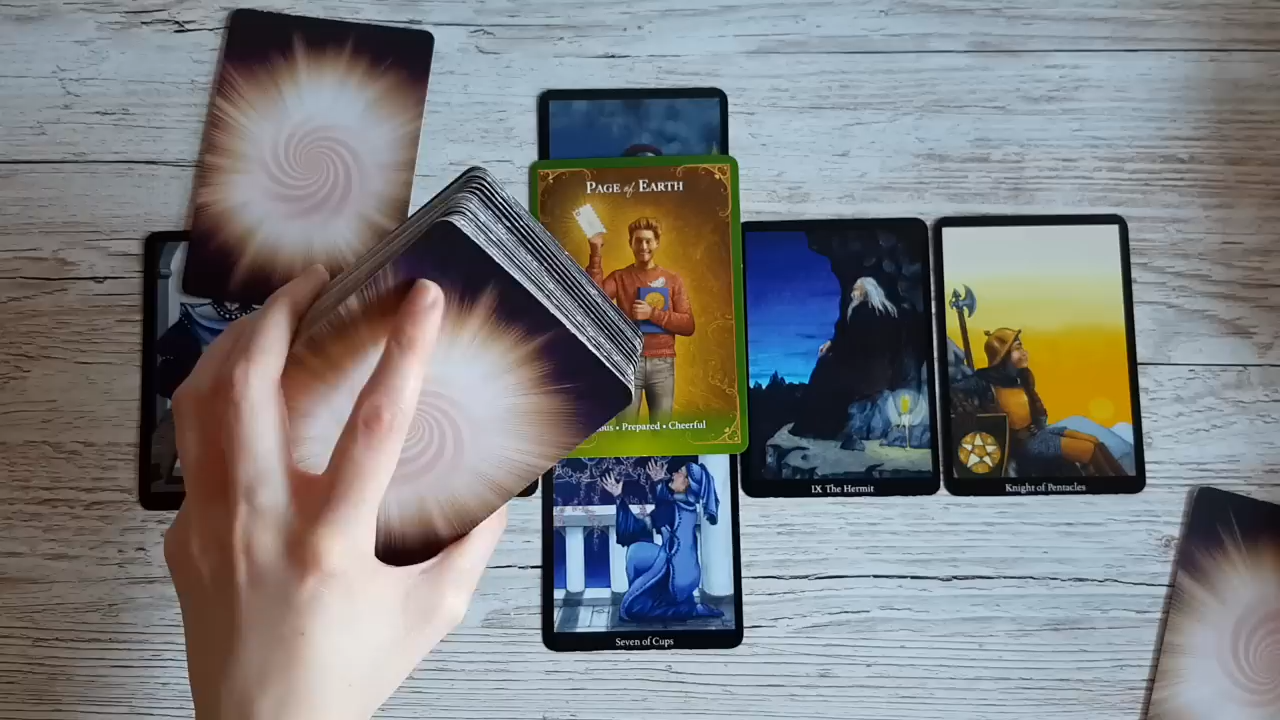 PAGE of EARTH
• Prepared • Cheerful
IX The Hermit
Knight of Pentacles
Seven of Cups